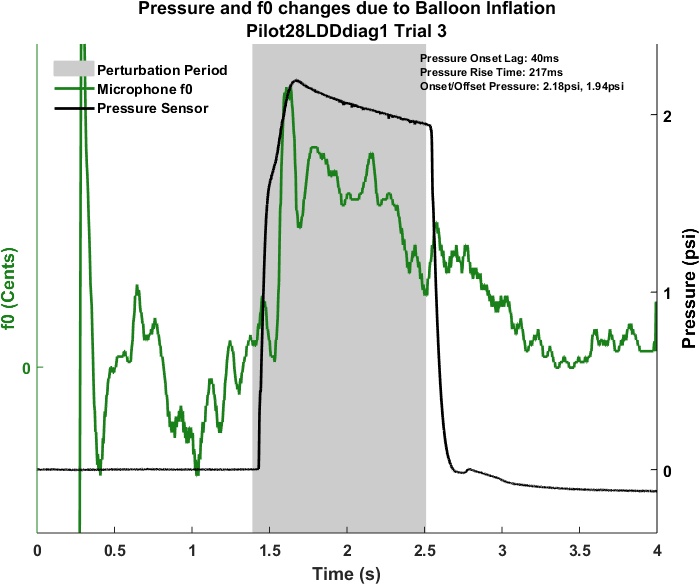 Pressure and f0 changes due to Balloon Inflation
Pilot28LDDdiag1 Trial 3
Perturbation Period
Microphone f0
Pressure Sensor
Pressure Onset Lag: 40ms
Pressure Rise Time: 217ms
Onset/Offset Pressure: 2.18psi, 1.94psi
f0 (Cents)
0
2
1
0
Pressure (psi)
0 0.5 1 1.5 2 2.5 3 3.5 4
Time (s)